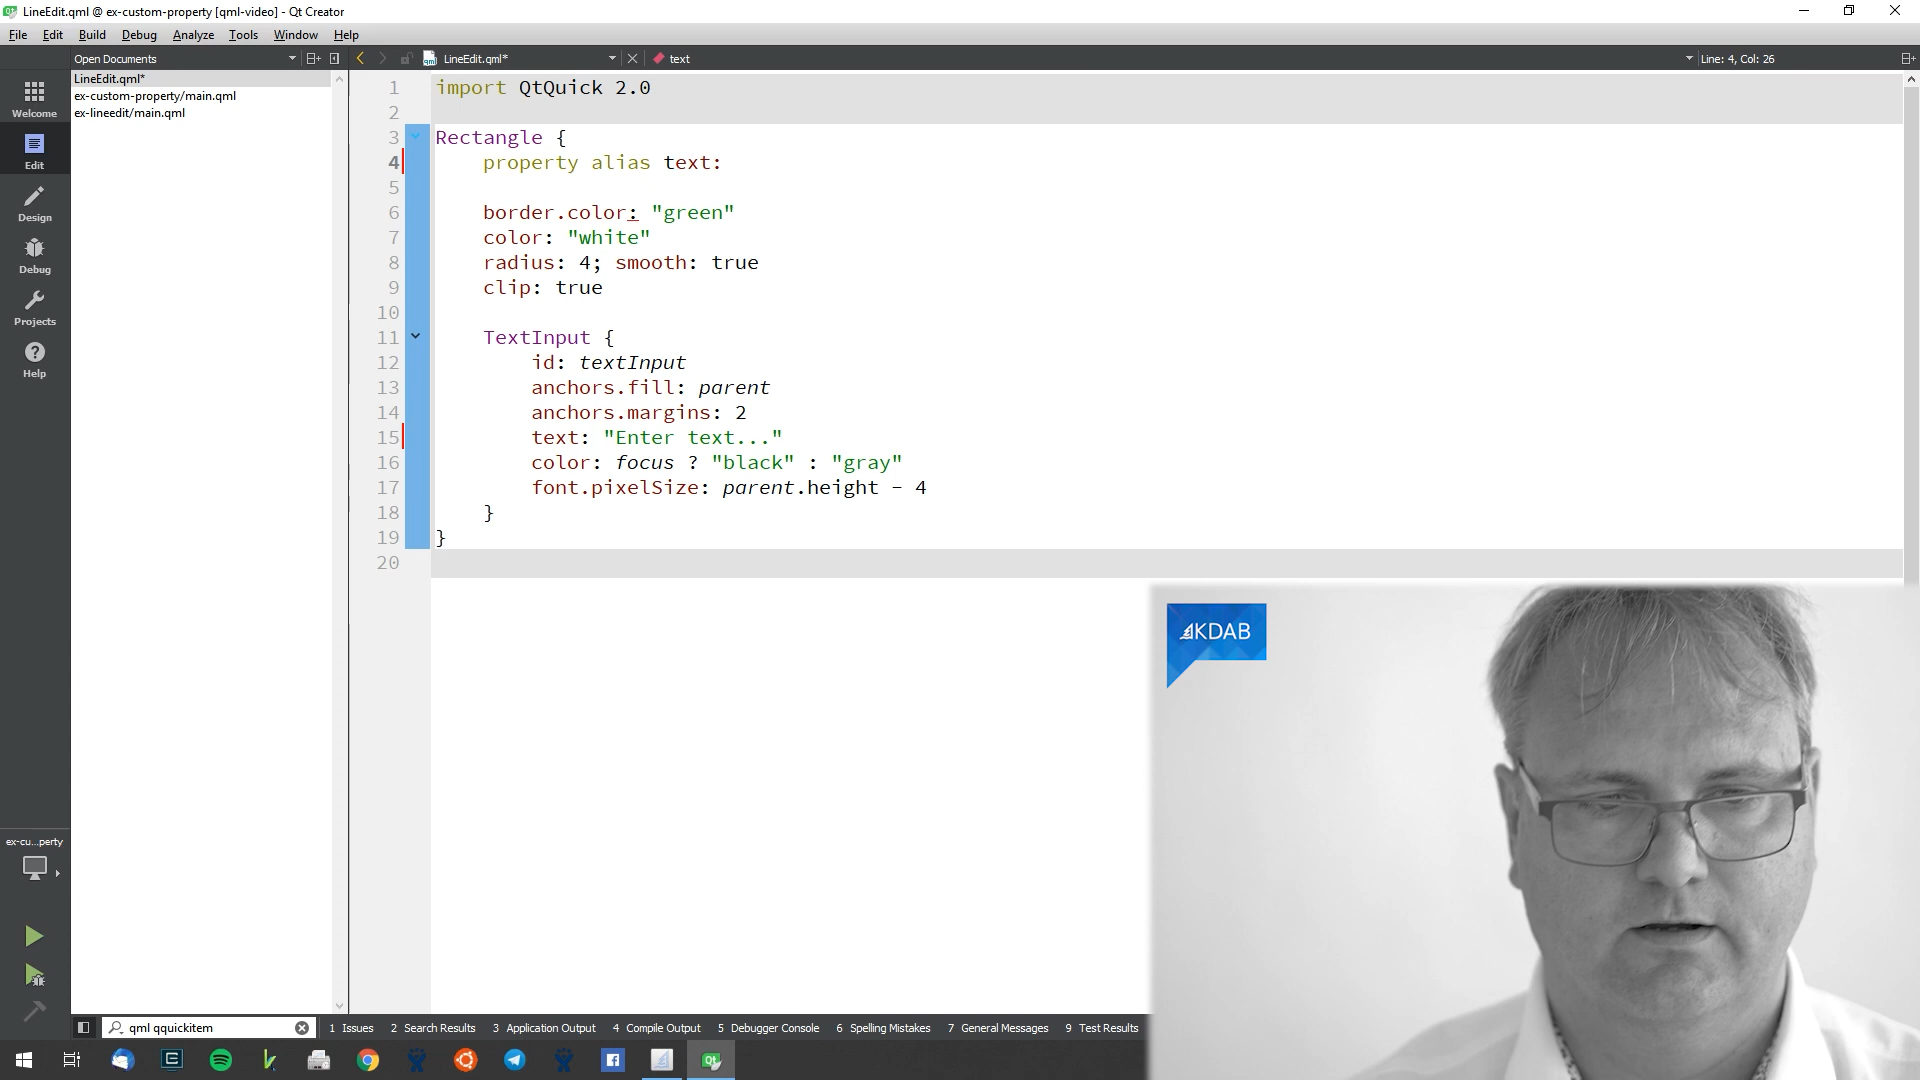 LineEdit.qml @ ex-custom-property [qml-video] - Qt Creator
File Edit Build Debug Analyze Tools Window Help
Open Documents
LineEdit.qml*
text
Line: 4, Col: 26
LineEdit.qml*
ex-custom-property/main.qml
ex-lineedit/main.qml
Welcome
Edit
Design
Debug
Projects
Help
1 import QtQuick 2.0
2
3 Rectangle {
4 property alias text:
5
6 border.color: "green"
7 color: "white"
8 radius: 4; smooth: true
9 clip: true
10
11 TextInput {
12 id: textInput
13 anchors.fill: parent
14 anchors.margins: 2
15 text: "Enter text..."
16 color: focus ? "black" : "gray"
17 font.pixelSize: parent.height - 4
18 }
19 }
20
KDAB
ex-cu...perty
qml qquickitem
1 Issues 2 Search Results 3 Application Output 4 Compile Output 5 Debugger Console 6 Spelling Mistakes 7 General Messages 9 Test Results